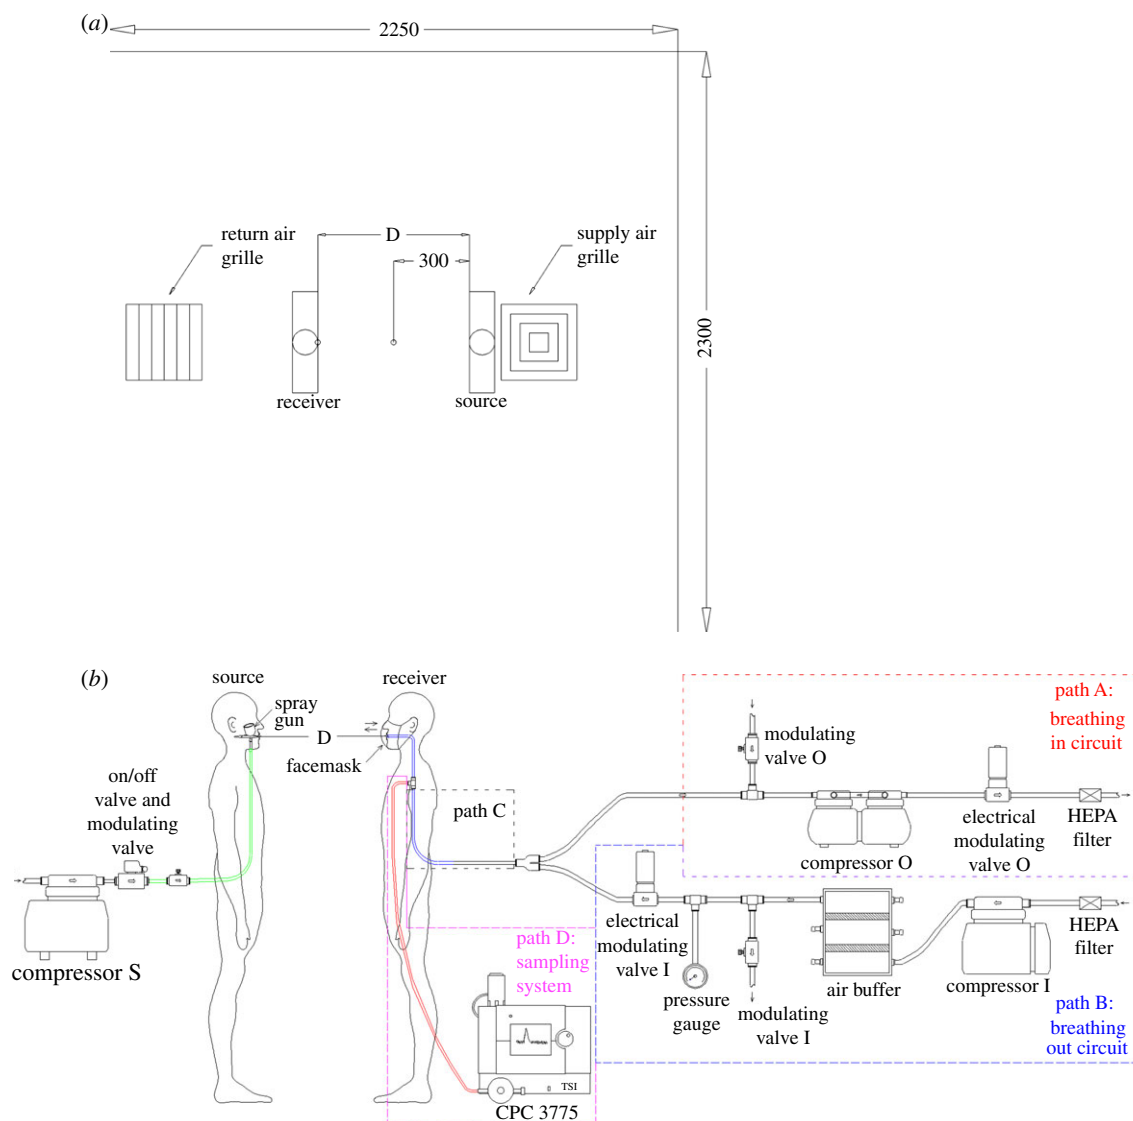 (a)
2250
return air
grille
D
300
supply air
grille
2300
receiver
source
(b)
source
receiver
spray
gun
D
facemask
on/off
valve and
modulating
valve
compressor S
path C
path A:
breathing
in circuit
modulating
valve O
compressor O
electrical
modulating
valve O
HEPA
filter
electrical
modulating
valve I
pressure
gauge
modulating
valve I
air buffer
compressor I
HEPA
filter
path B:
breathing
out circuit
path D:
sampling
system
TSI
CPC 3775